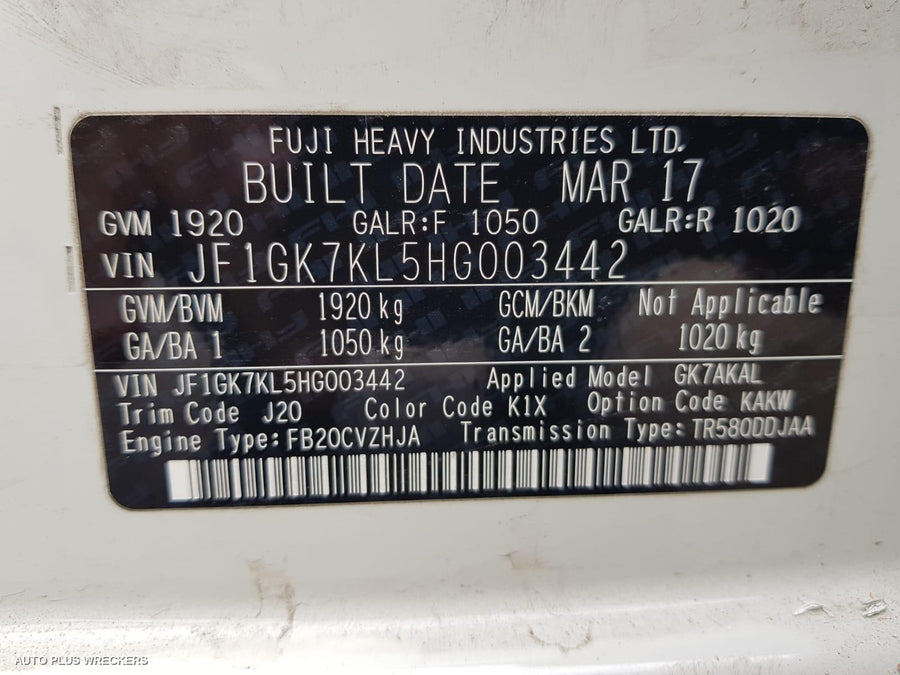 FUJI HEAVY INDUSTRIES LTD.
BUILT DATE MAR 17
GVM 1920 GALR:F 1050 GALR:R 1020
VIN JF1GK7KL5HG003442
GVM/BVM 1920 kg GCM/BKM Not Applicable
GA/BA 1 1050 kg GA/BA 2 1020 kg
VIN JF1GK7KL5HG003442 Applied Model GK7AKAL
Trim Code J20 Color Code K1X Option Code KAKW
Engine Type: FB20CVZHJA Transmission Type: TR580DDJAA
AUTO PLUS WRECKERS